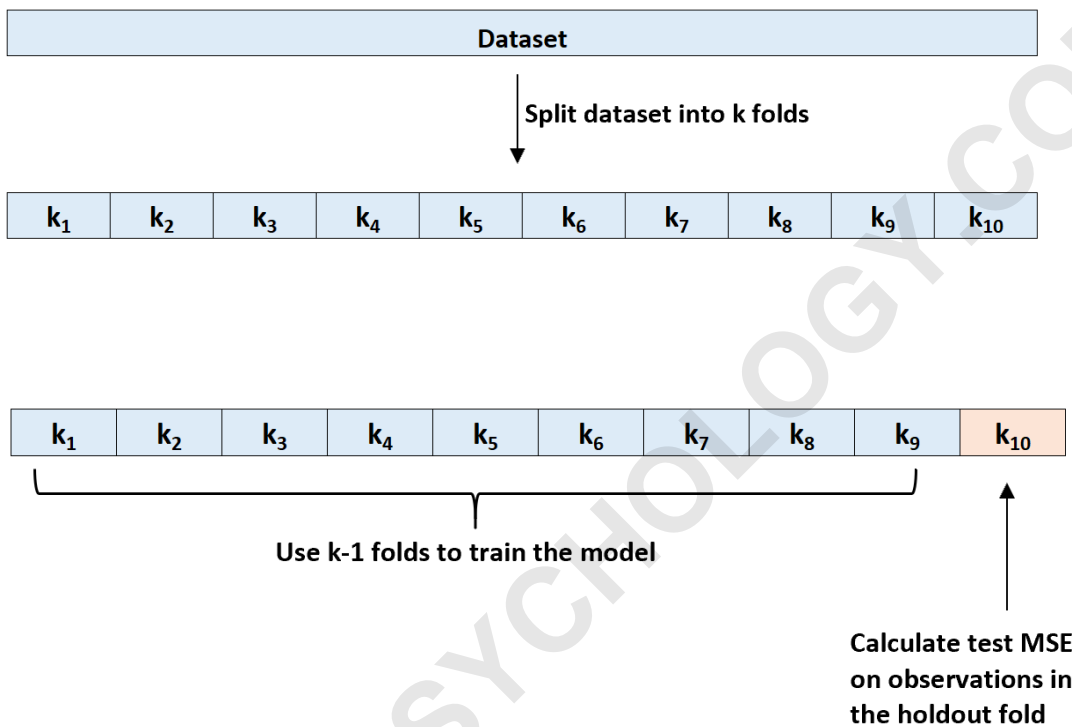 Dataset
Split dataset into k folds
k₁ k₂ k₃ k₄ k₅ k₆ k₇ k₈ k₉ k₁₀
k₁ k₂ k₃ k₄ k₅ k₆ k₇ k₈ k₉ k₁₀
Use k-1 folds to train the model
Calculate test MSE
on observations in
the holdout fold
SYCHOLOGY.CO